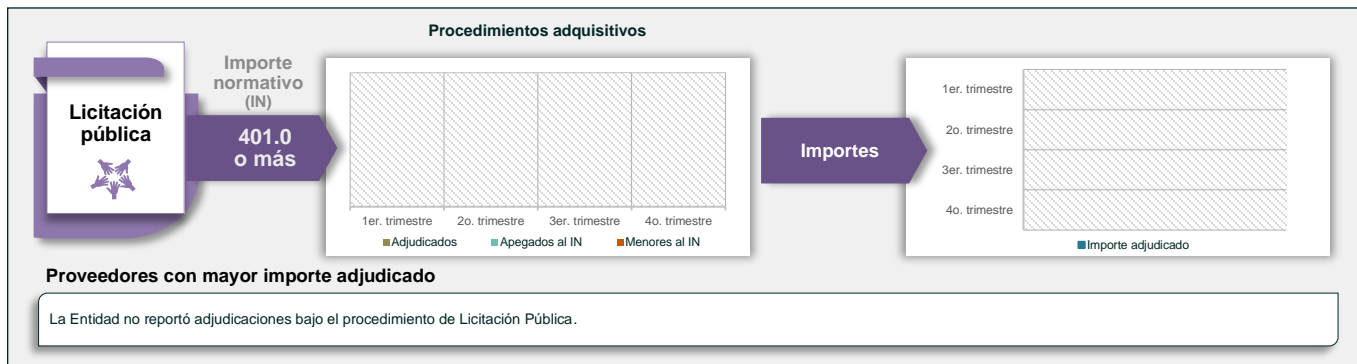 Procedimientos adquisitivos
Licitación
pública
Importe
normativo
(IN)
401.0
o más
1er. trimestre
2o. trimestre
3er. trimestre
4o. trimestre
Adjudicados
Apegados al IN
Menores al IN
Importes
1er. trimestre
2o. trimestre
3er. trimestre
4o. trimestre
Importe adjudicado
Proveedores con mayor importe adjudicado
La Entidad no reportó adjudicaciones bajo el procedimiento de Licitación Pública.